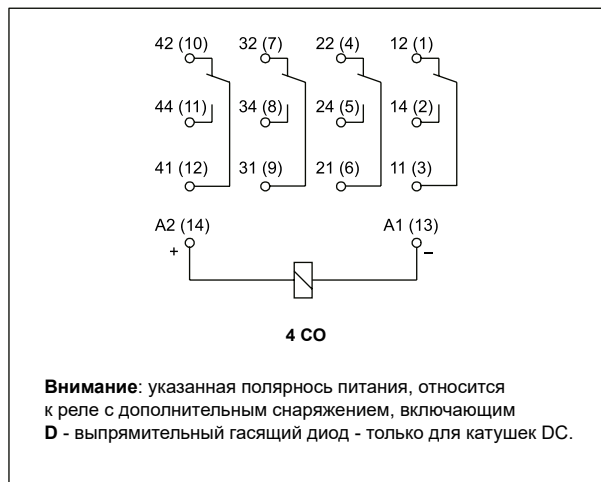 42 (10) 32 (7) 22 (4) 12 (1)
44 (11) 34 (8) 24 (5) 14 (2)
41 (12) 31 (9) 21 (6) 11 (3)
A2 (14) A1 (13)
+ –
4 CO
Внимание: указанная полярнось питания, относится
к реле с дополнительным снаряжением, включающим
D - выпрямительный гасящий диод - только для катушек DC.